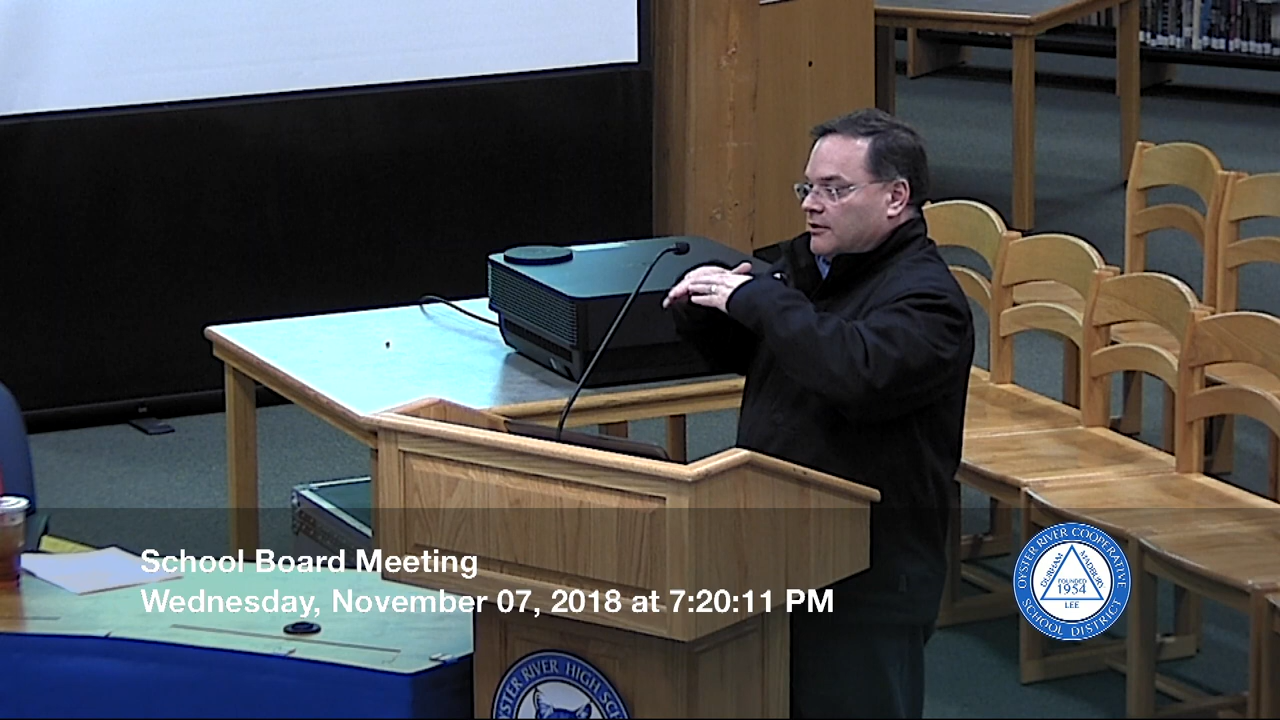 School Board Meeting
Wednesday, November 07, 2018 at 7:20:11 PM
OYSTER RIVER COOPERATIVE
DURHAM
MADBURY
FOUNDED
1954
LEE
SCHOOL DISTRICT
YSTER RIVER HIGH SCH